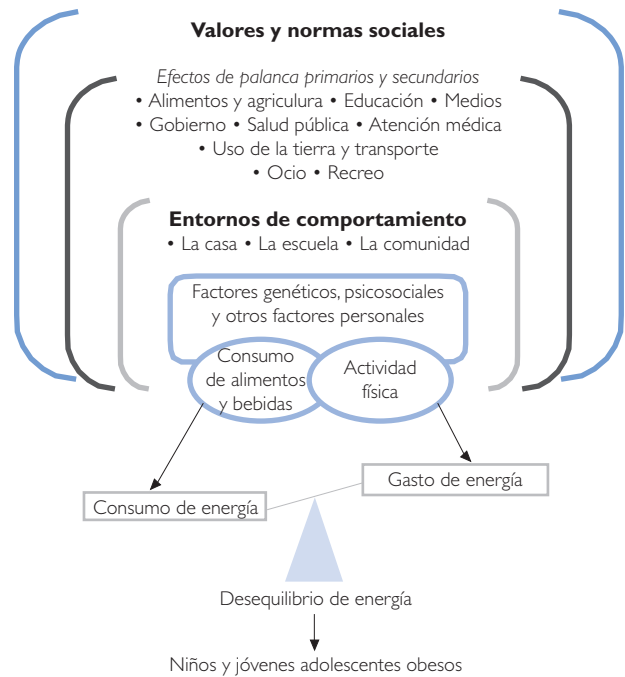 Valores y normas sociales
Efectos de palanca primarios y secundarios
• Alimentos y agriculura • Educación • Medios
• Gobierno • Salud pública • Atención médica
• Uso de la tierra y transporte
• Ocio • Recreo
Entornos de comportamiento
• La casa • La escuela • La comunidad
Factores genéticos, psicosociales
y otros factores personales
Consumo
de alimentos
y bebidas
Actividad
física
Gasto de energía
Consumo de energía
Desequilibrio de energía
Niños y jóvenes adolescentes obesos